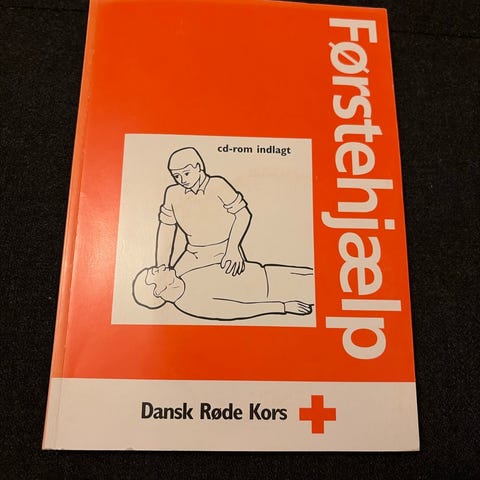 Førstehjælp
cd-rom indlagt
Dansk Røde Kors